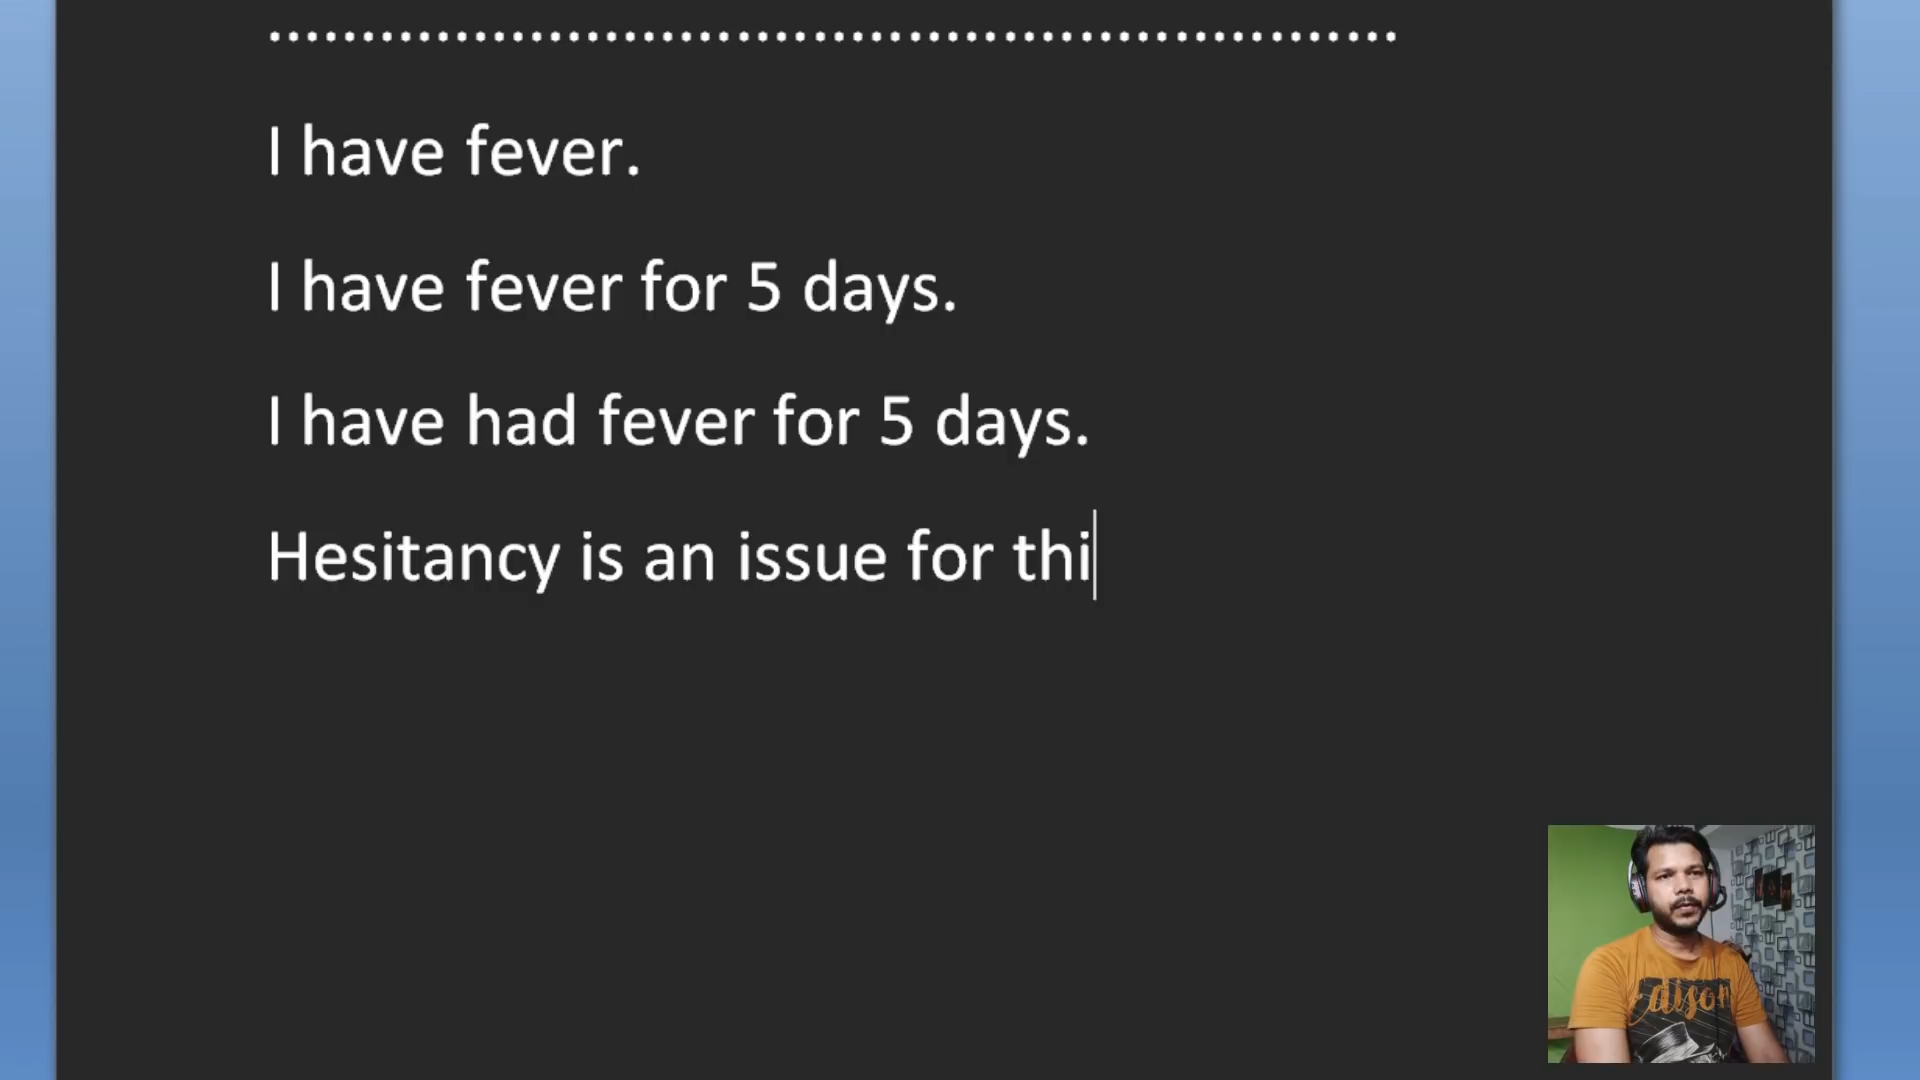 ............................................................
I have fever.
I have fever for 5 days.
I have had fever for 5 days.
Hesitancy is an issue for thi
Edison